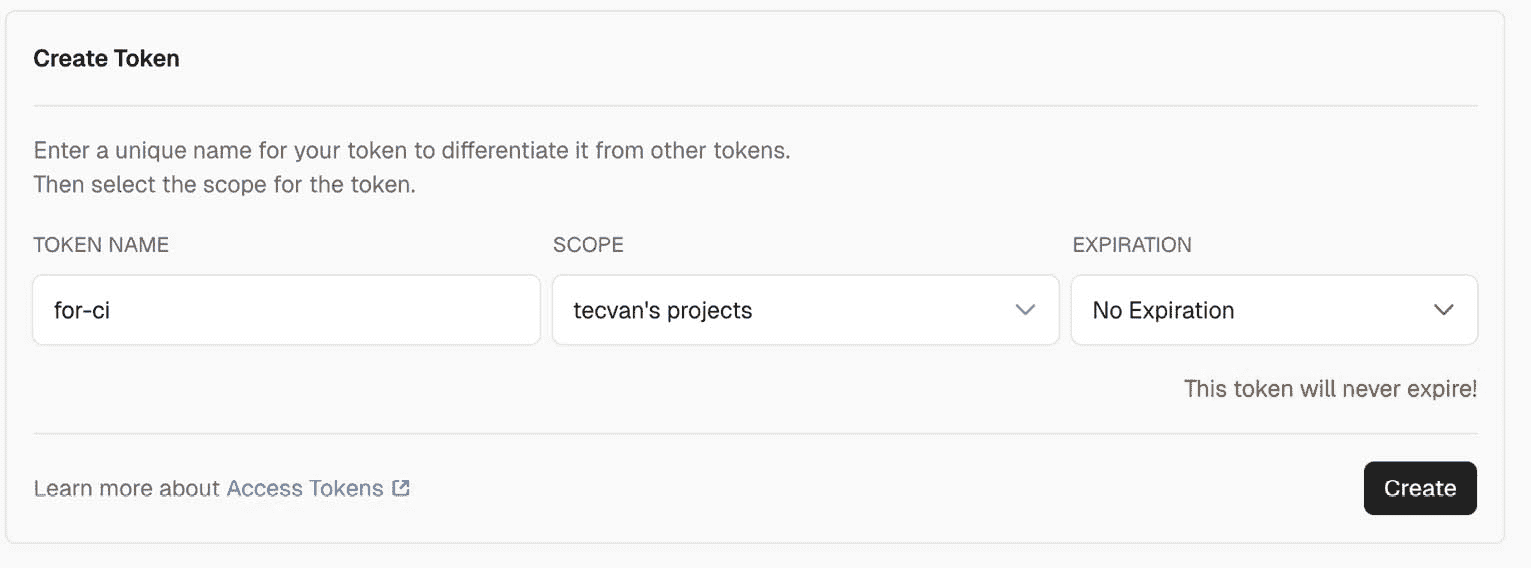 Create Token
Enter a unique name for your token to differentiate it from other tokens.
Then select the scope for the token.
TOKEN NAME
SCOPE
EXPIRATION
for-ci
tecvan's projects
No Expiration
This token will never expire!
Learn more about Access Tokens
Create